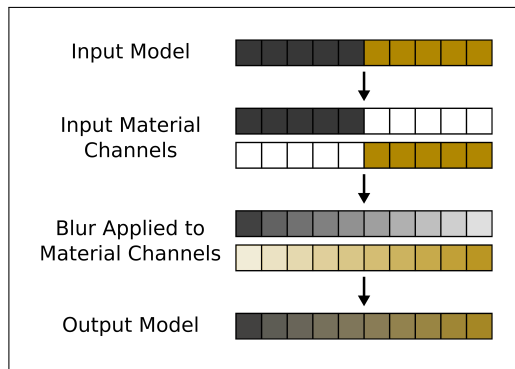 Input Model
Input Material
Channels
Blur Applied to
Material Channels
Output Model